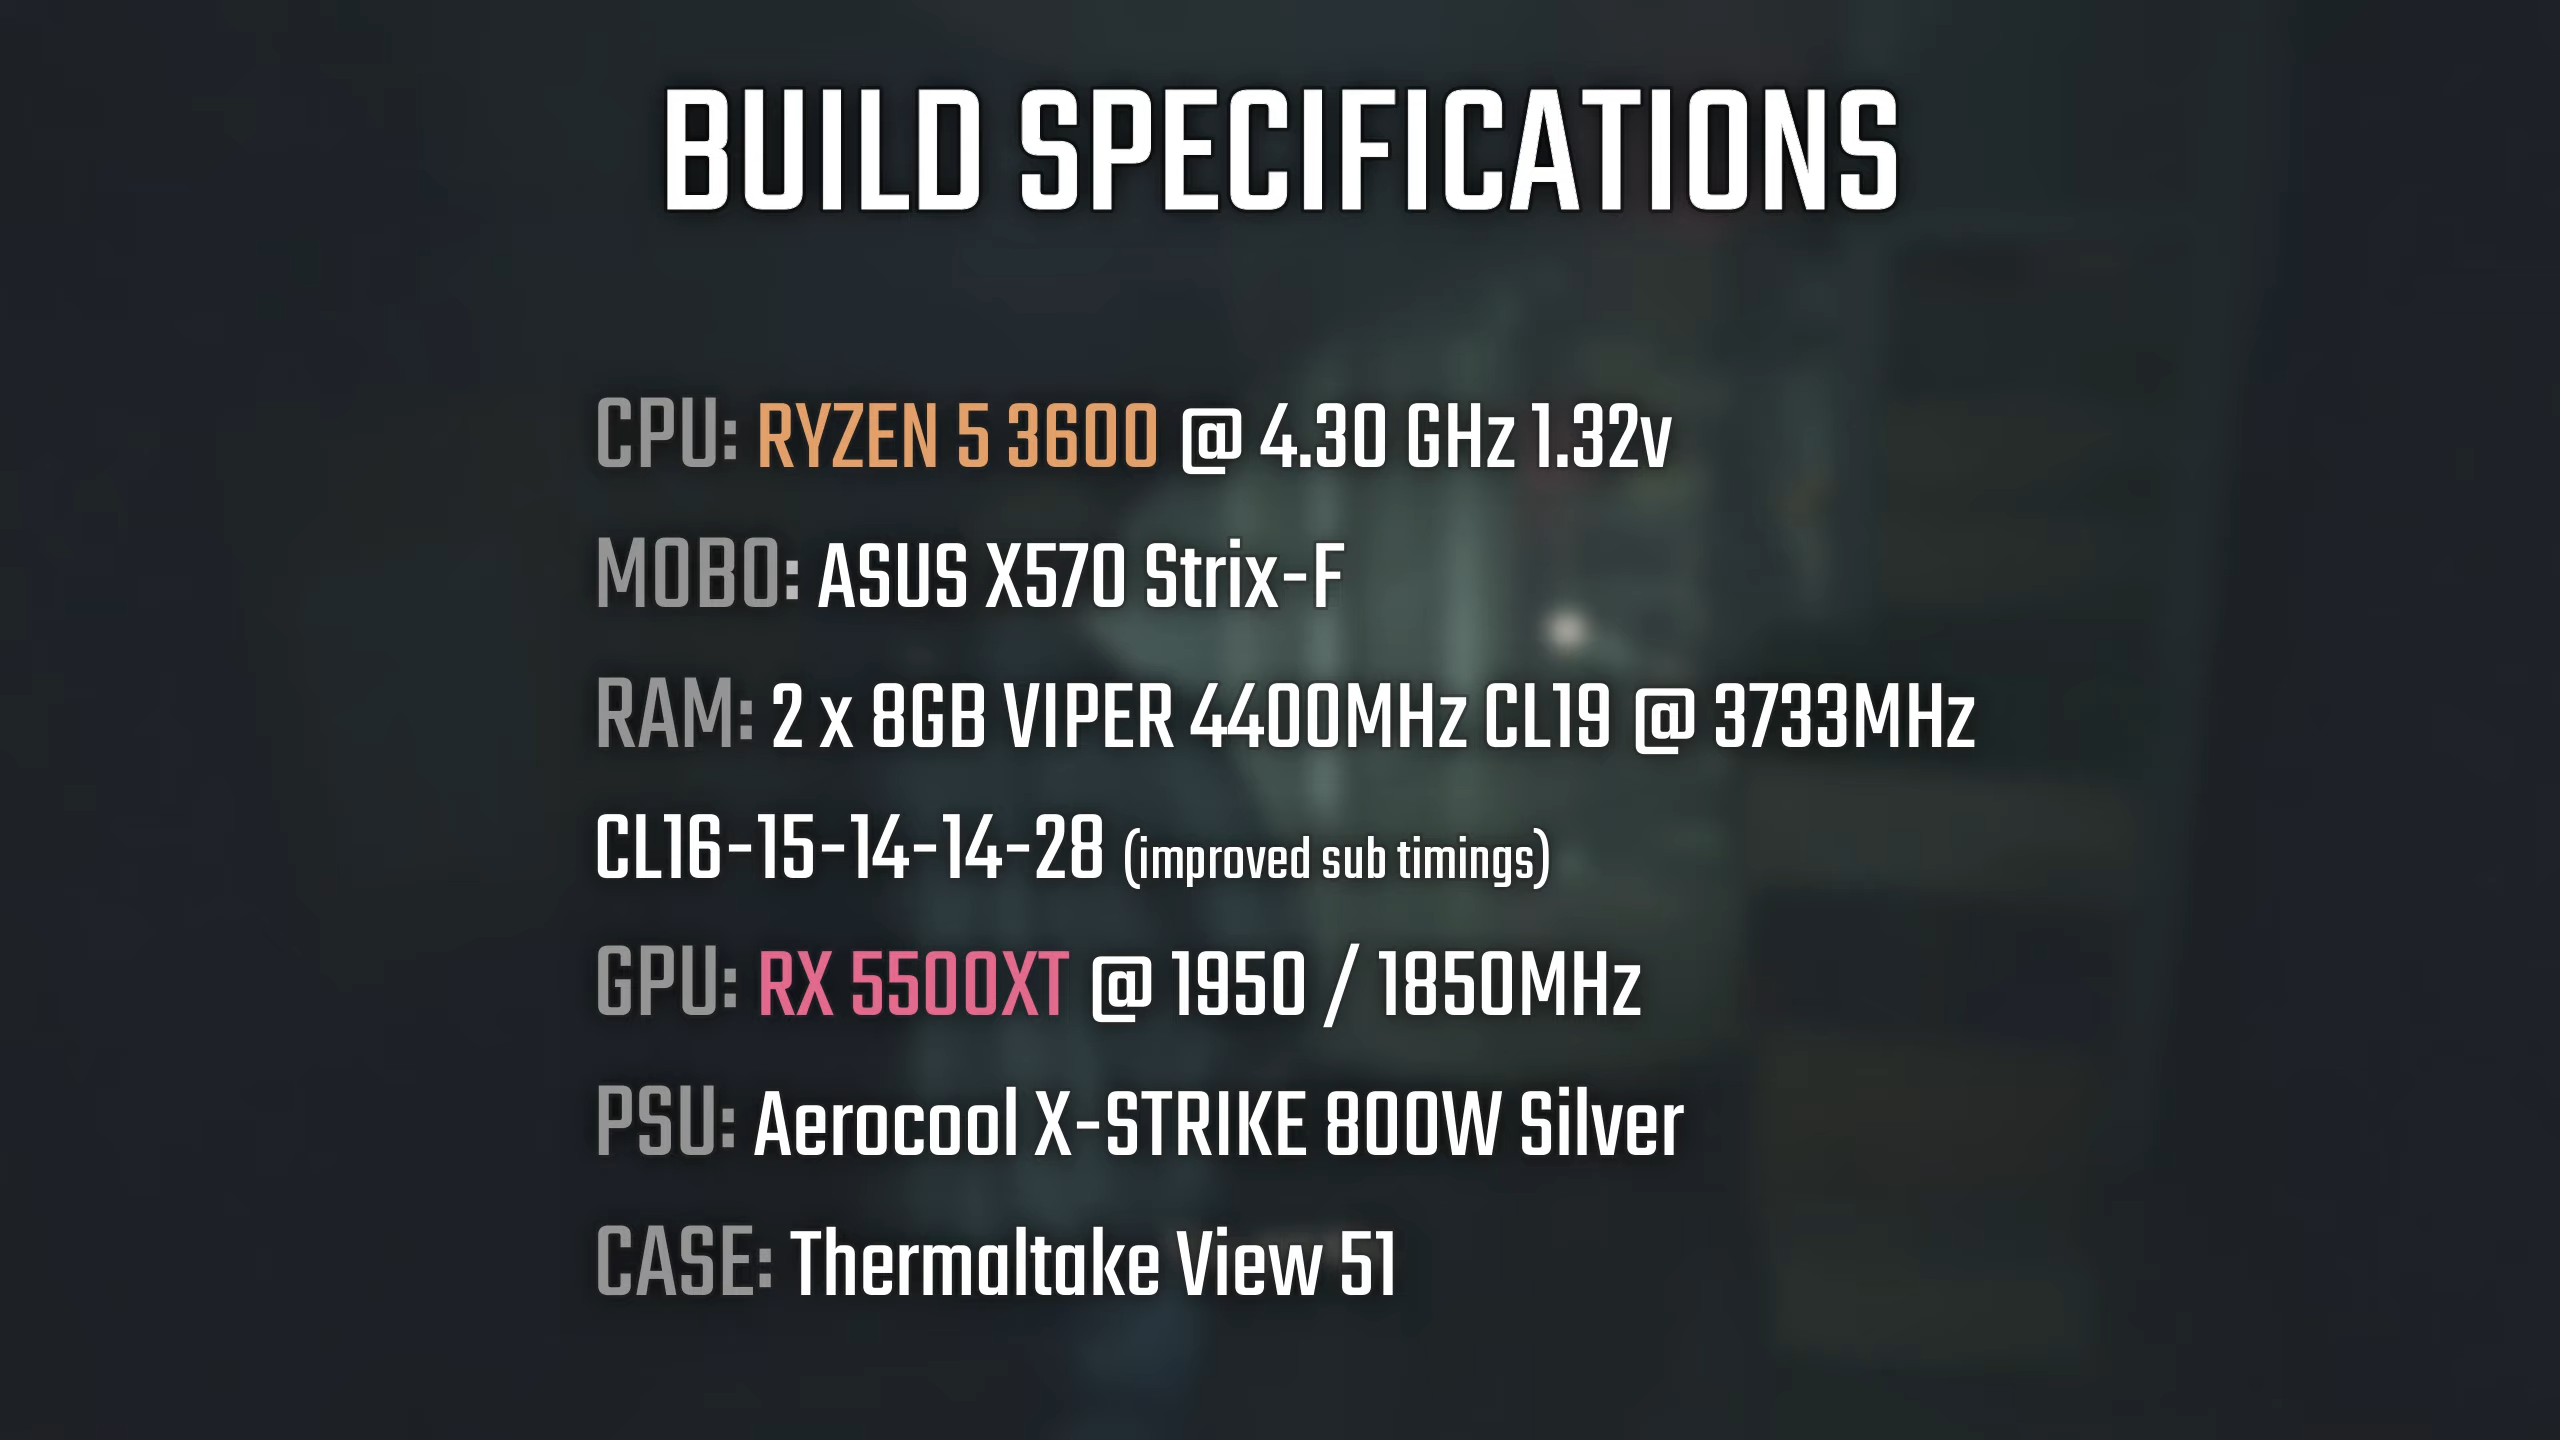 BUILD SPECIFICATIONS
CPU: RYZEN 5 3600 @ 4.30 GHz 1.32v
MOBO: ASUS X570 Strix-F
RAM: 2 x 8GB VIPER 4400MHz CL19 @ 3733MHz
CL16-15-14-14-28 (improved sub timings)
GPU: RX 5500XT @ 1950 / 1850MHz
PSU: Aerocool X-STRIKE 800W Silver
CASE: Thermaltake View 51